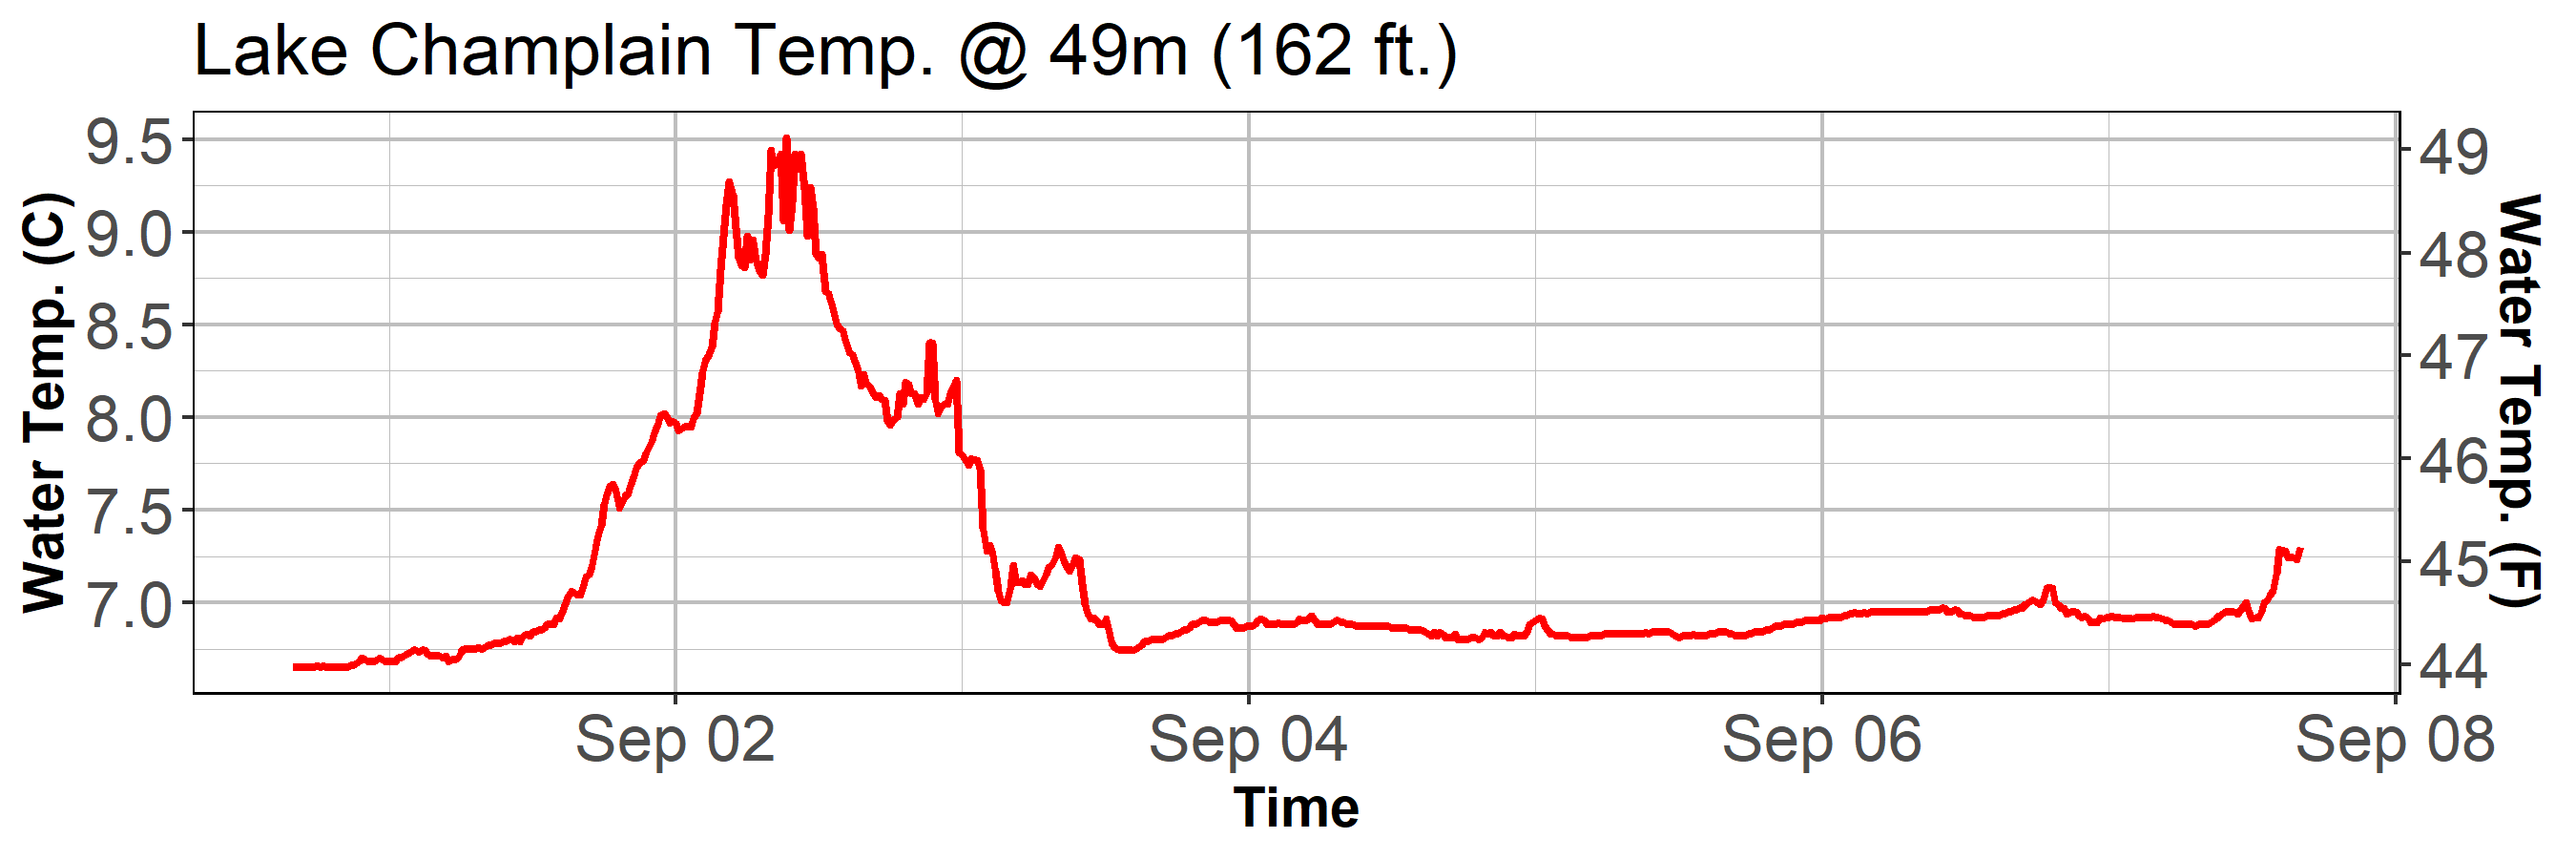 Lake Champlain Temp. @ 49m (162 ft.)
Water Temp. (C)
9.5
9.0
8.5
8.0
7.5
7.0
49
48
47
46
45
44
Water Temp. (F)
Sep 02 Sep 04 Sep 06 Sep 08
Time